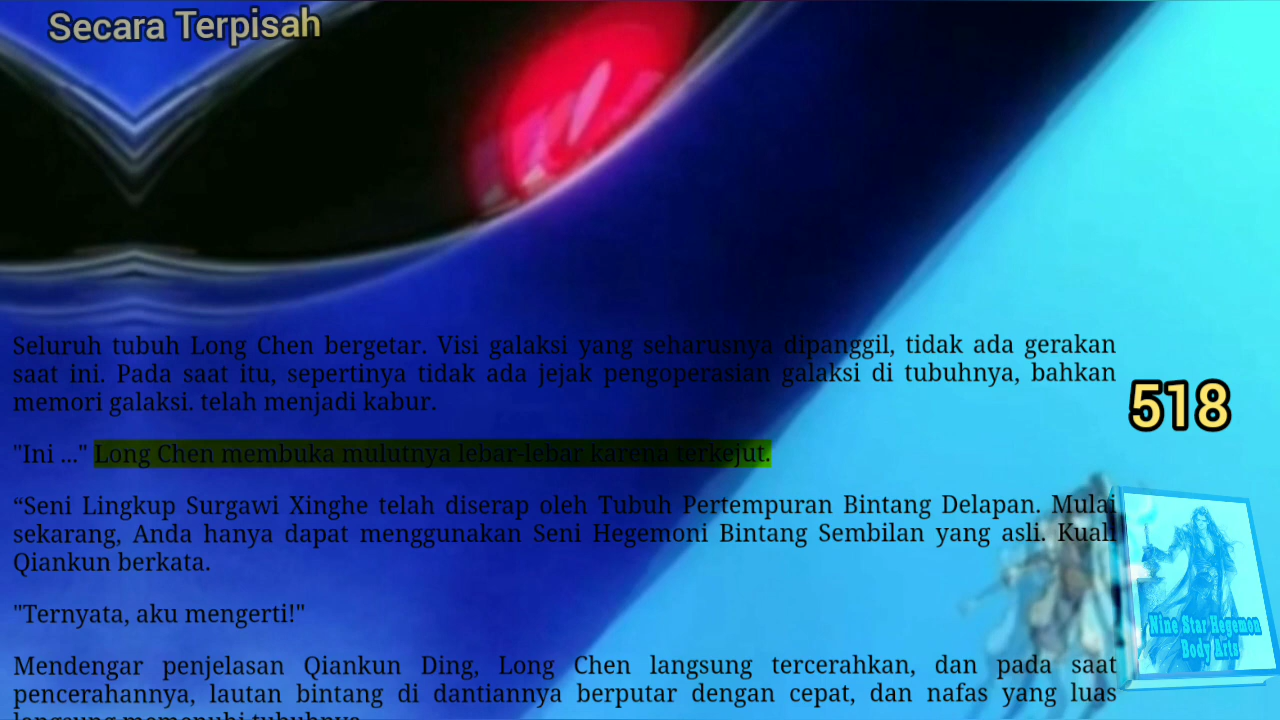 Secara Terpisah
Seluruh tubuh Long Chen bergetar. Visi galaksi yang seharusnya dipanggil, tidak ada gerakan
saat ini. Pada saat itu, sepertinya tidak ada jejak pengoperasian galaksi di tubuhnya, bahkan
memori galaksi. telah menjadi kabur.
518
"Ini ..." Long Chen membuka mulutnya lebar-lebar karena terkejut.
“Seni Lingkup Surgawi Xinghe telah diserap oleh Tubuh Pertempuran Bintang Delapan. Mulai
sekarang, Anda hanya dapat menggunakan Seni Hegemoni Bintang Sembilan yang asli. Kuali
Qiankun berkata.
"Ternyata, aku mengerti!"
Nine Star Hegemon
Body Arts
Mendengar penjelasan Qiankun Ding, Long Chen langsung tercerahkan, dan pada saat
pencerahannya, lautan bintang di dantiannya berputar dengan cepat, dan nafas yang luas
langsung memenuhi tubuhnya.